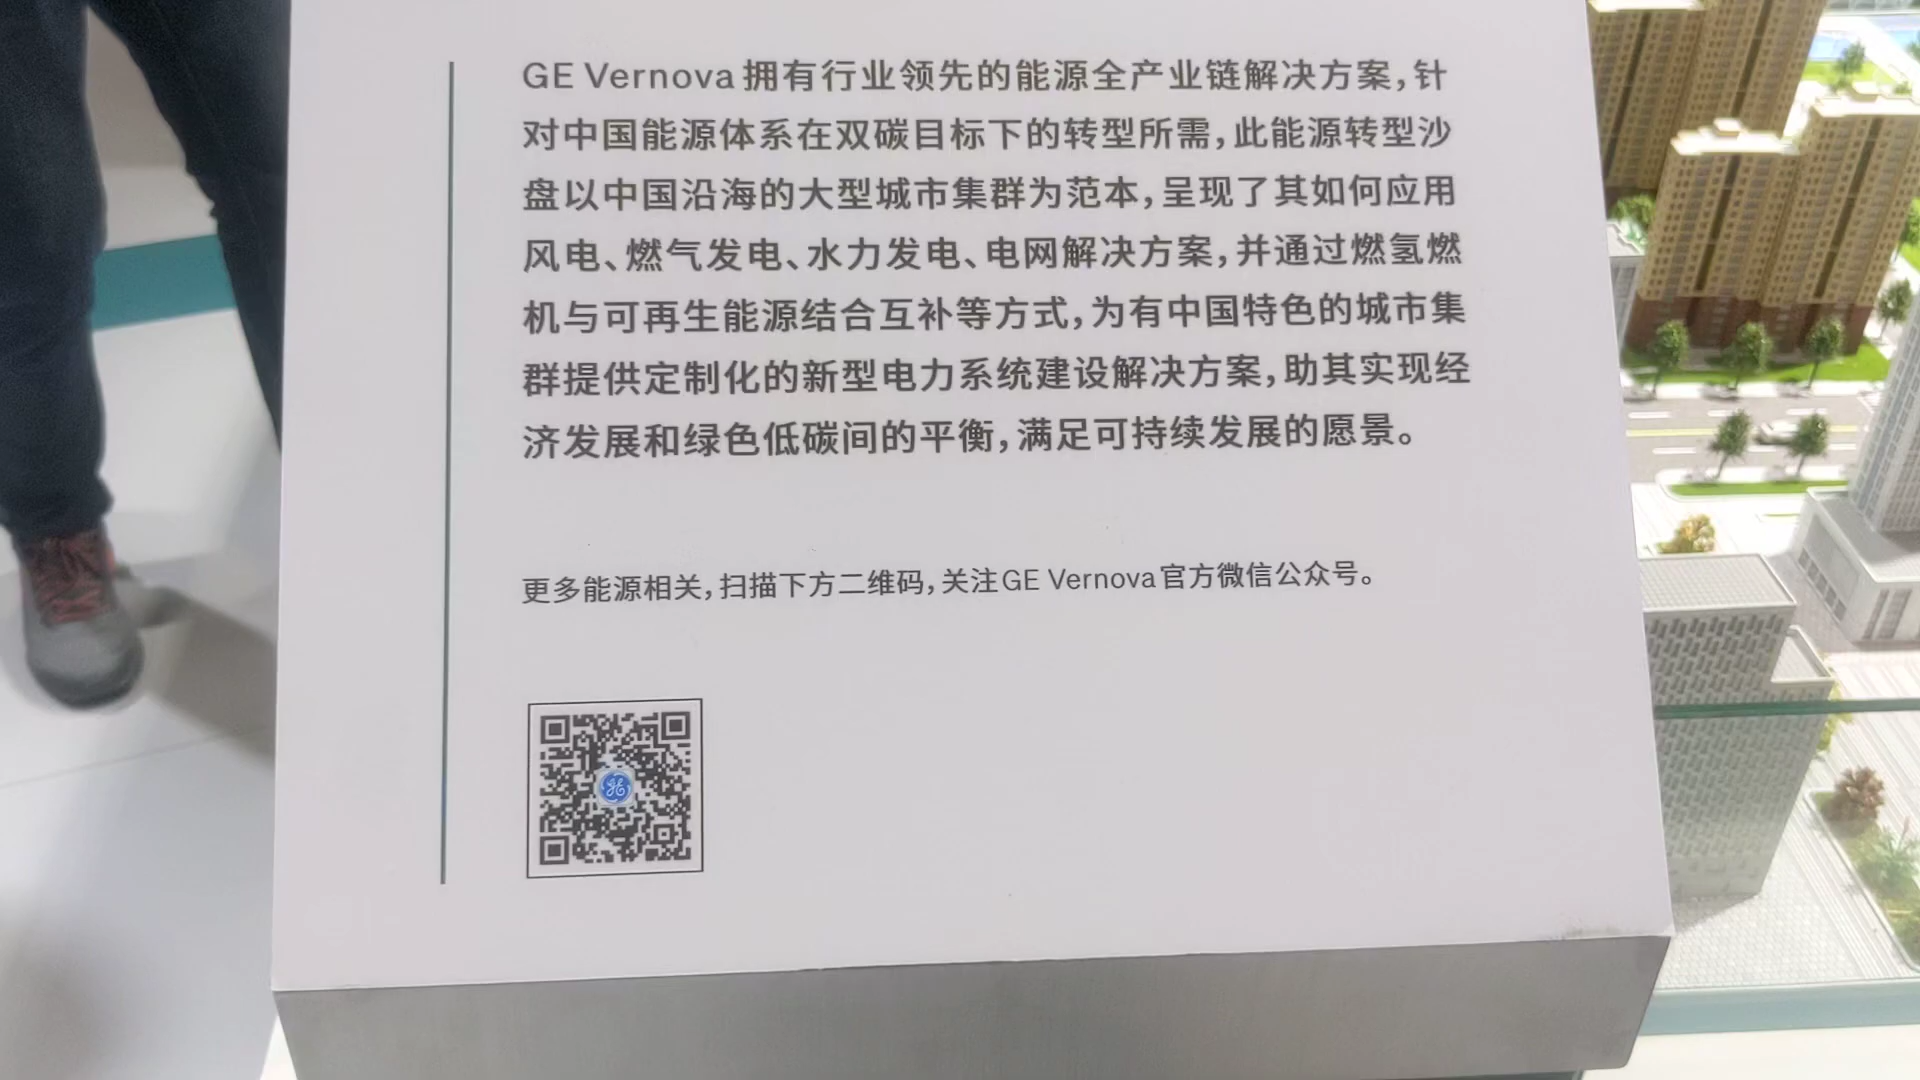 GE Vernova拥有行业领先的能源全产业链解决方案，针
对中国能源体系在双碳目标下的转型所需，此能源转型沙
盘以中国沿海的大型城市集群为范本，呈现了其如何应用
风电、燃气发电、水力发电、电网解决方案，并通过燃氢燃
机与可再生能源结合互补等方式，为有中国特色的城市集
群提供定制化的新型电力系统建设解决方案，助其实现经
济发展和绿色低碳间的平衡，满足可持续发展的愿景。
更多能源相关，扫描下方二维码，关注GE Vernova官方微信公众号。
GE